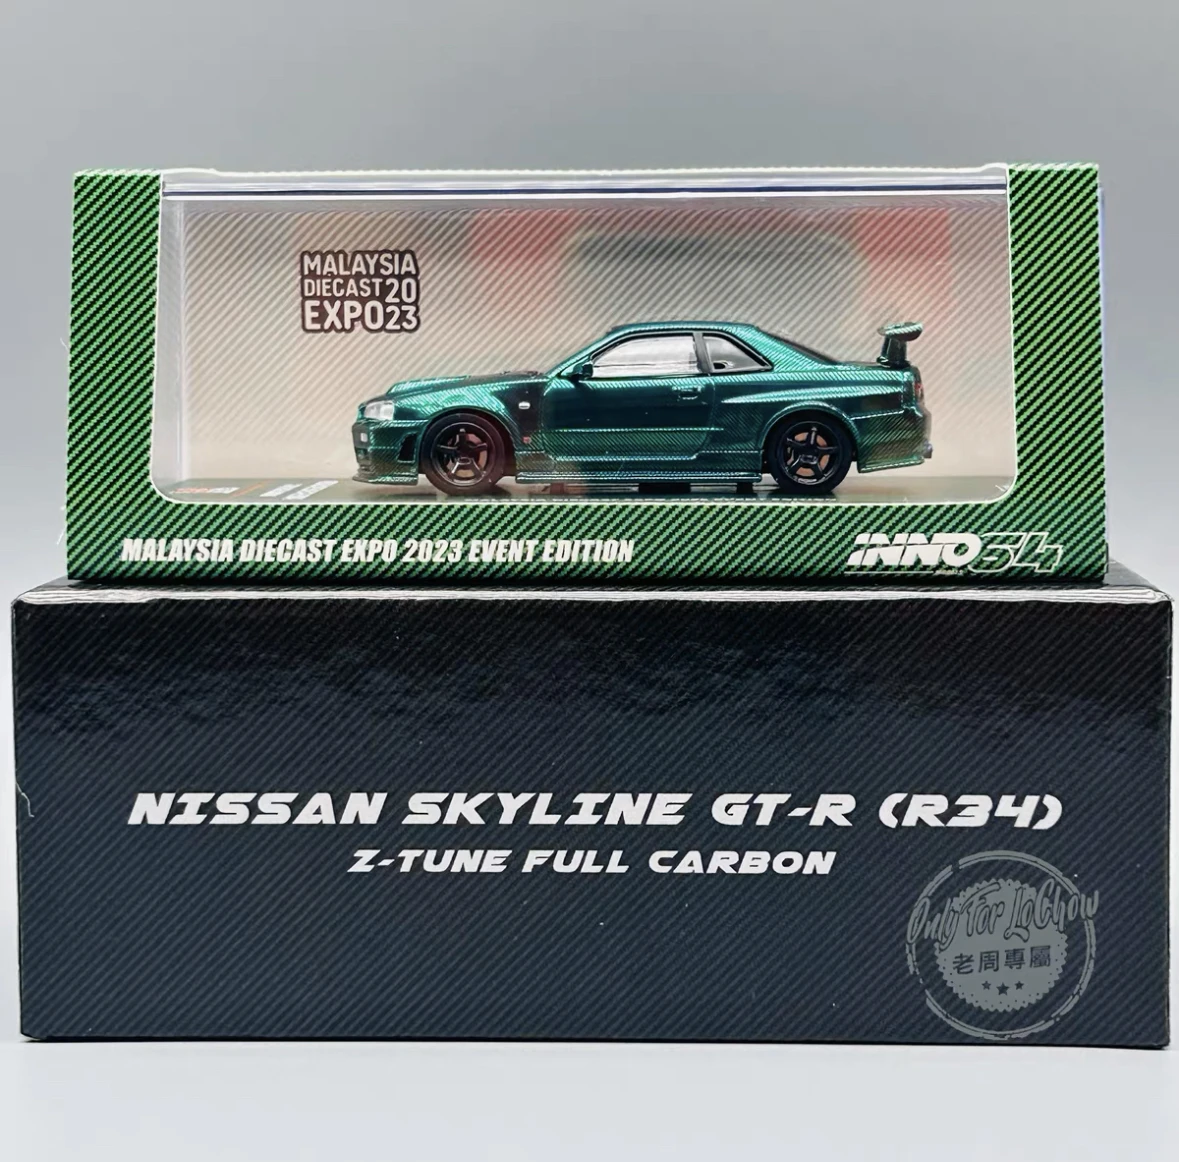 MALAYSIA
DIECAST 20
EXPO 23
MALAYSIA DIECAST EXPO 2023 EVENT EDITION
INNO64
NISSAN SKYLINE GT-R (R34)
Z-TUNE FULL CARBON
Only For LoChow
老周專屬